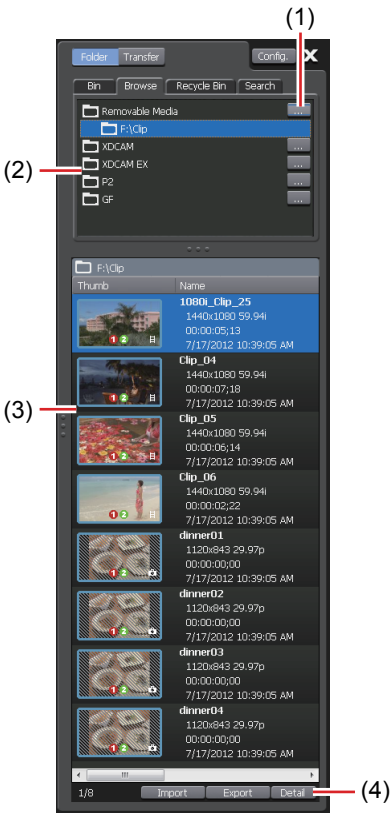 (1)
Folder Transfer Config. X
Bin Browse Recycle Bin Search
Removable Media ...
F:\Clip
(2)
XDCAM ...
XDCAM EX ...
P2 ...
GF ...
F:\Clip
Thumb Name
1080i_Clip_25
1440x1080 59.94i
00:00:05;13
7/17/2012 10:39:05 AM
Clip_04
1440x1080 59.94i
00:00:07;18
7/17/2012 10:39:05 AM
(3)
Clip_05
1440x1080 59.94i
00:00:06;14
7/17/2012 10:39:05 AM
Clip_06
1440x1080 59.94i
00:00:02;22
7/17/2012 10:39:05 AM
dinner01
1120x843 29.97p
00:00:00;00
7/17/2012 10:39:05 AM
dinner02
1120x843 29.97p
00:00:00;00
7/17/2012 10:39:05 AM
dinner03
1120x843 29.97p
00:00:00;00
7/17/2012 10:39:05 AM
dinner04
1120x843 29.97p
00:00:00;00
7/17/2012 10:39:05 AM
1/8 Import Export Detail
(4)